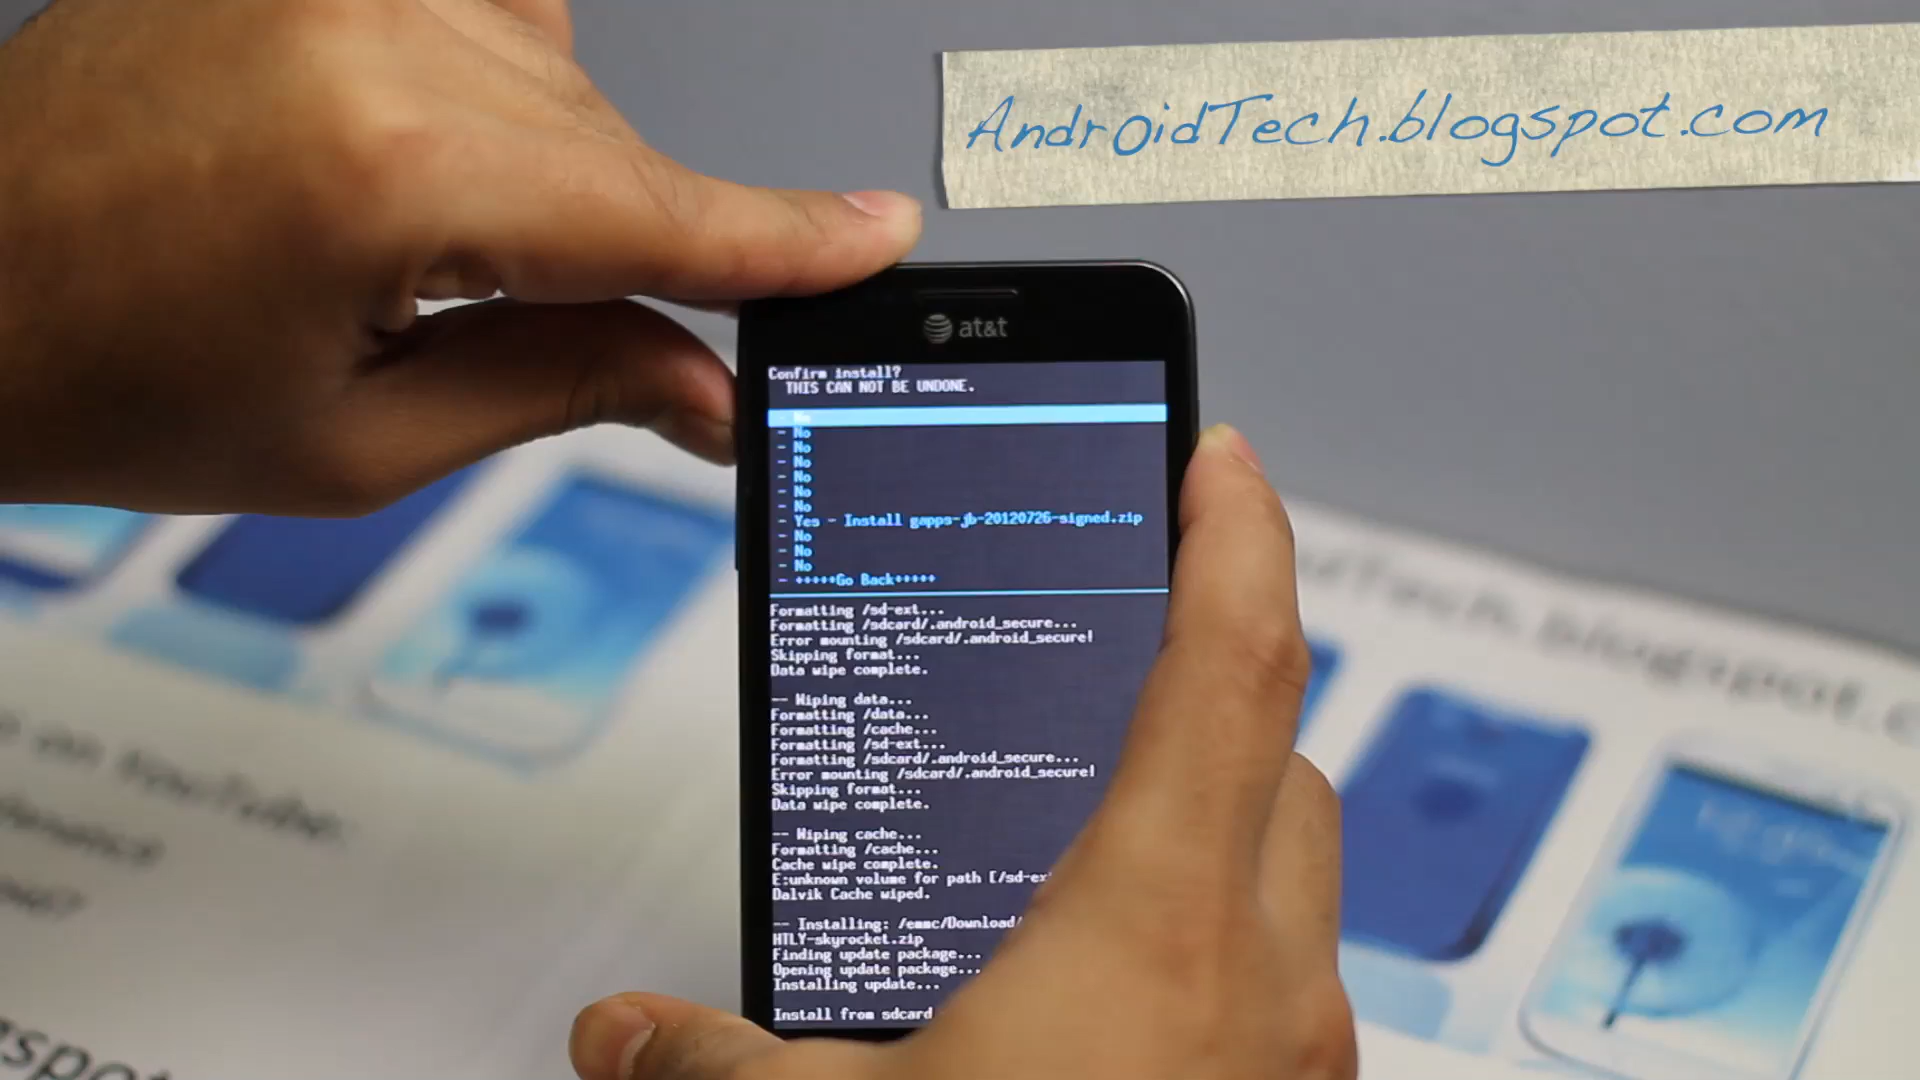 AndrOidTech.blogspot.com
at&t
Confirm install?
THIS CAN NOT BE UNDONE.
- No
- No
- No
- No
- No
- No
- No
- Yes - Install gapps-jb-20120726-signed.zip
- No
- No
- No
- +++++Go Back+++++
Formatting /sd-ext...
Formatting /sdcard/.android_secure...
Error mounting /sdcard/.android_secure!
Skipping format...
Data wipe complete.
-- Wiping data...
Formatting /data...
Formatting /cache...
Formatting /sd-ext...
Formatting /sdcard/.android_secure...
Error mounting /sdcard/.android_secure!
Skipping format...
Data wipe complete.
-- Wiping cache...
Formatting /cache...
Cache wipe complete.
E:unknown volume for path [/sd-ex
Dalvik Cache wiped.
-- Installing: /emmc/Download/
HTLY-skyrocket.zip
Finding update package...
Opening update package...
Installing update...
Install from sdcard
on YouTube:
Tech.blogspot.c